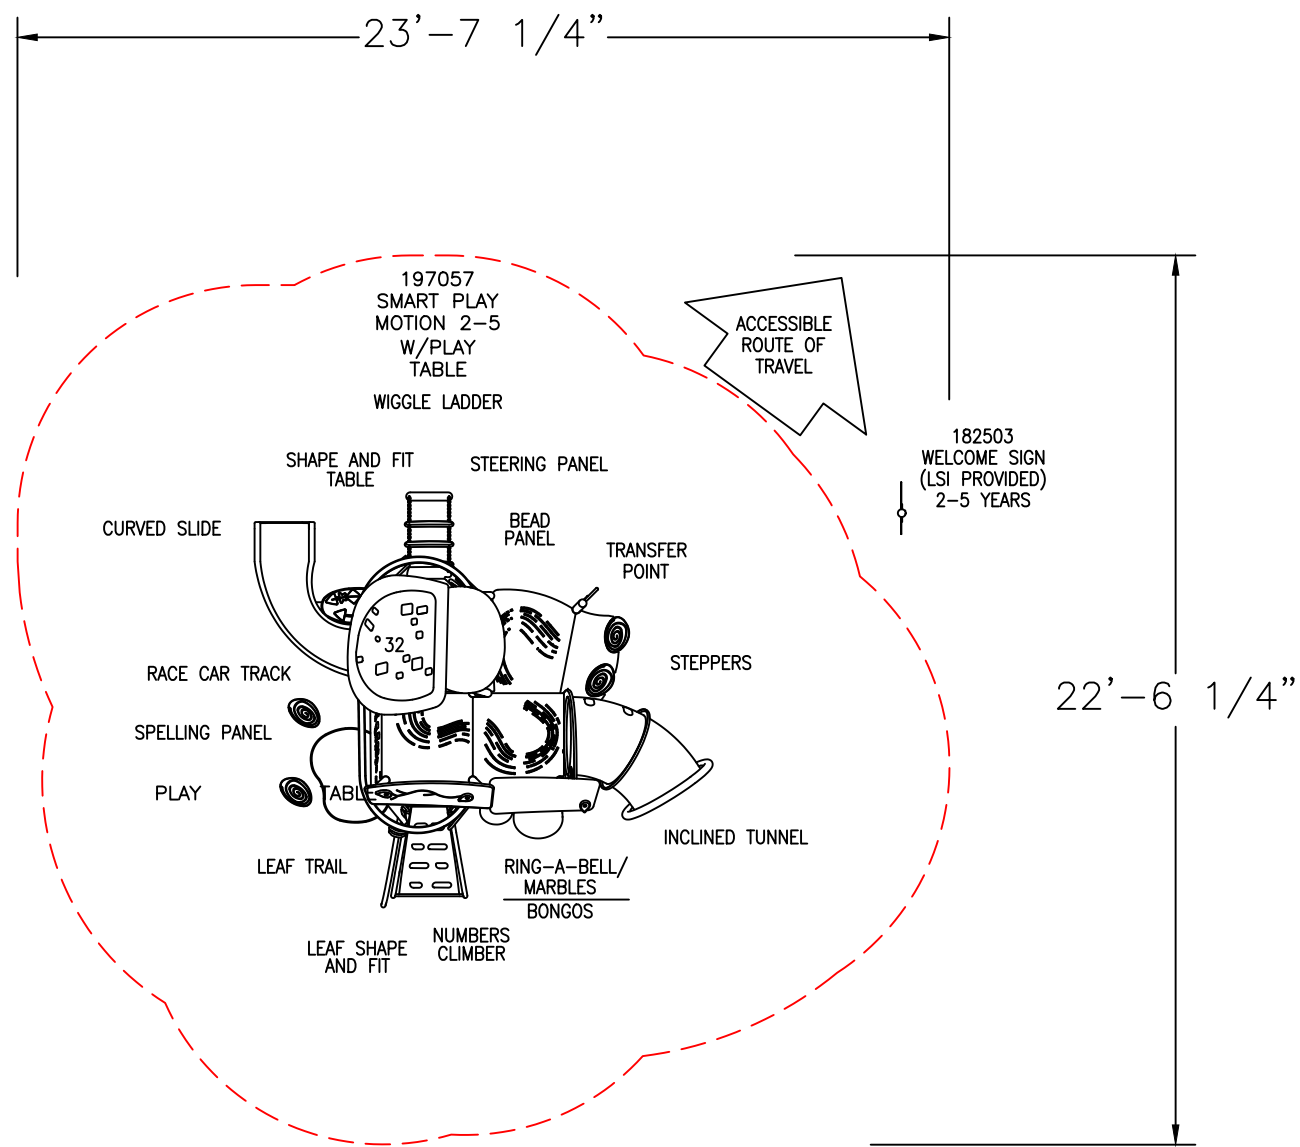 23'-7 1/4"
197057
SMART PLAY
MOTION 2-5
W/PLAY
TABLE
WIGGLE LADDER
ACCESSIBLE
ROUTE OF
TRAVEL
182503
WELCOME SIGN
(LSI PROVIDED)
2-5 YEARS
SHAPE AND FIT
TABLE
STEERING PANEL
CURVED SLIDE
BEAD
PANEL
TRANSFER
POINT
32
RACE CAR TRACK
STEPPERS
22'-6 1/4"
SPELLING PANEL
PLAY TABLE
INCLINED TUNNEL
LEAF TRAIL
RING-A-BELL/
MARBLES
BONGOS
LEAF SHAPE
AND FIT
NUMBERS
CLIMBER